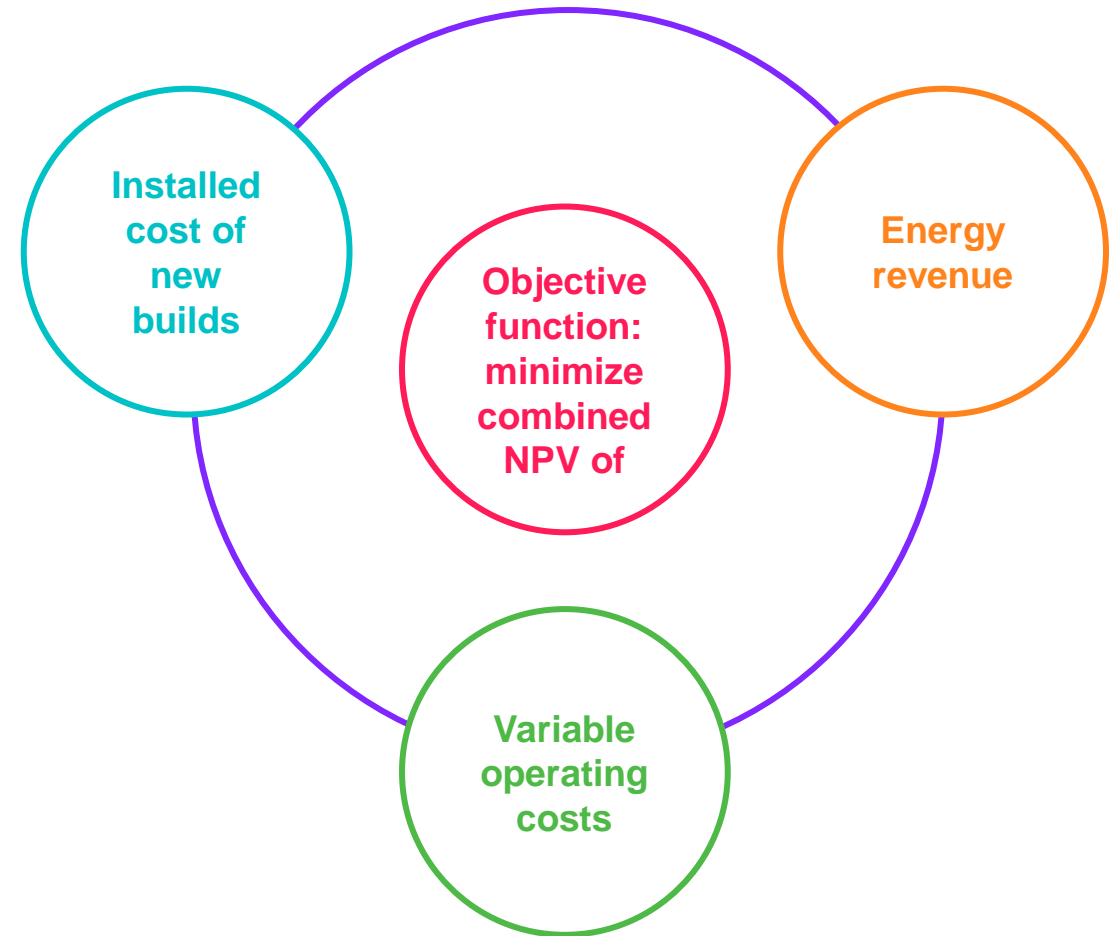 Installed
cost of
new
builds
Energy
revenue
Objective
function:
minimize
combined
NPV of
Variable
operating
costs